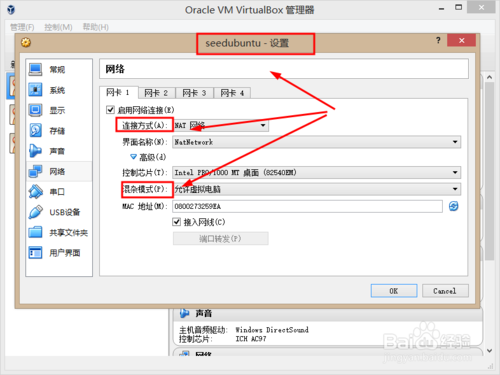 Oracle VM VirtualBox 管理器
管理(F) 控制(M) 帮助(H)
seedubuntu - 设置
常规
系统
显示
存储
声音
网络
串口
USB设备
共享文件夹
用户界面
网络
网卡 1 网卡 2 网卡 3 网卡 4
启用网络连接(E)
连接方式(A): NAT 网络
界面名称(N): NatNetwork
高级(d)
控制芯片(T): Intel PRO/1000 MT 桌面 (82540EM)
混杂模式(P): 允许虚拟电脑
MAC 地址(M): 0800273259EA
接入网线(C)
端口转发(P)
OK Cancel
声音
主机音频驱动: Windows DirectSound
控制芯片: ICH AC97
网络
Baidu 经验
jingyan.baidu.com